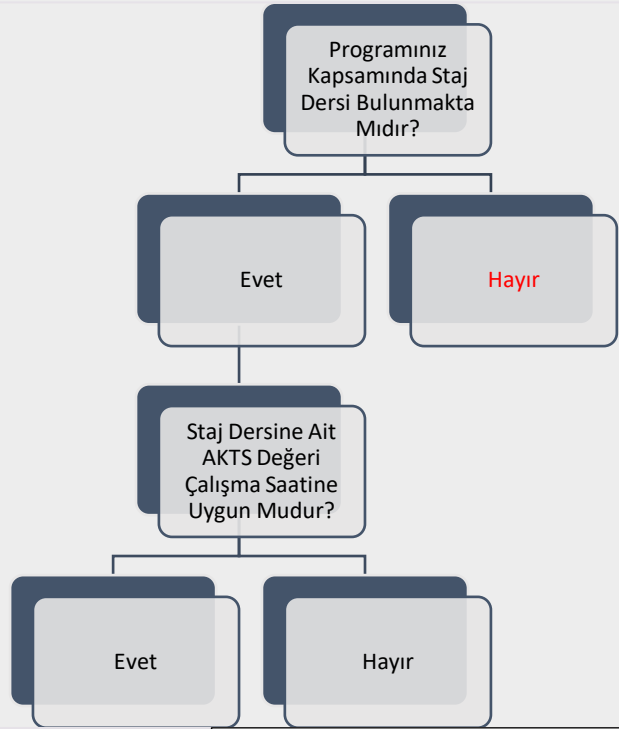 Programınız
Kapsamında Staj
Dersi Bulunmakta
Mıdır?
Evet
Hayır
Staj Dersine Ait
AKTS Değeri
Çalışma Saatine
Uygun Mudur?
Evet
Hayır